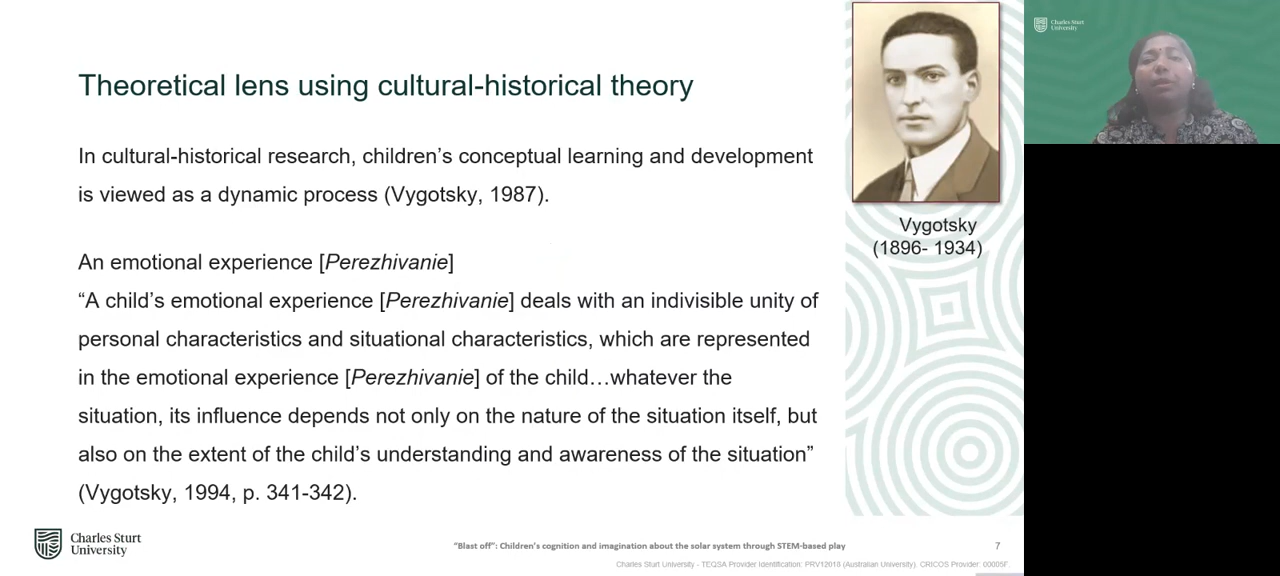 Theoretical lens using cultural-historical theory
In cultural-historical research, children’s conceptual learning and development
is viewed as a dynamic process (Vygotsky, 1987).
An emotional experience [Perezhivanie]
“A child’s emotional experience [Perezhivanie] deals with an indivisible unity of
personal characteristics and situational characteristics, which are represented
in the emotional experience [Perezhivanie] of the child…whatever the
situation, its influence depends not only on the nature of the situation itself, but
also on the extent of the child’s understanding and awareness of the situation”
(Vygotsky, 1994, p. 341-342).
Vygotsky
(1896- 1934)
Charles Sturt
University
Charles Sturt
University
“Blast off”: Children’s cognition and imagination about the solar system through STEM-based play
7
Charles Sturt University - TEQSA Provider Identification: PRV12018 (Australian University). CRICOS Provider: 00005F.